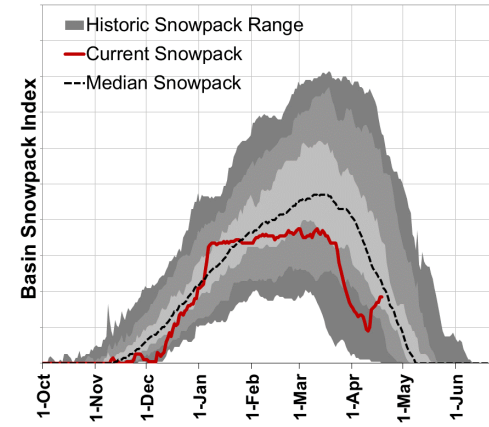 Historic Snowpack Range
Current Snowpack
Median Snowpack
Basin Snowpack Index
1-Oct
1-Nov
1-Dec
1-Jan
1-Feb
1-Mar
1-Apr
1-May
1-Jun